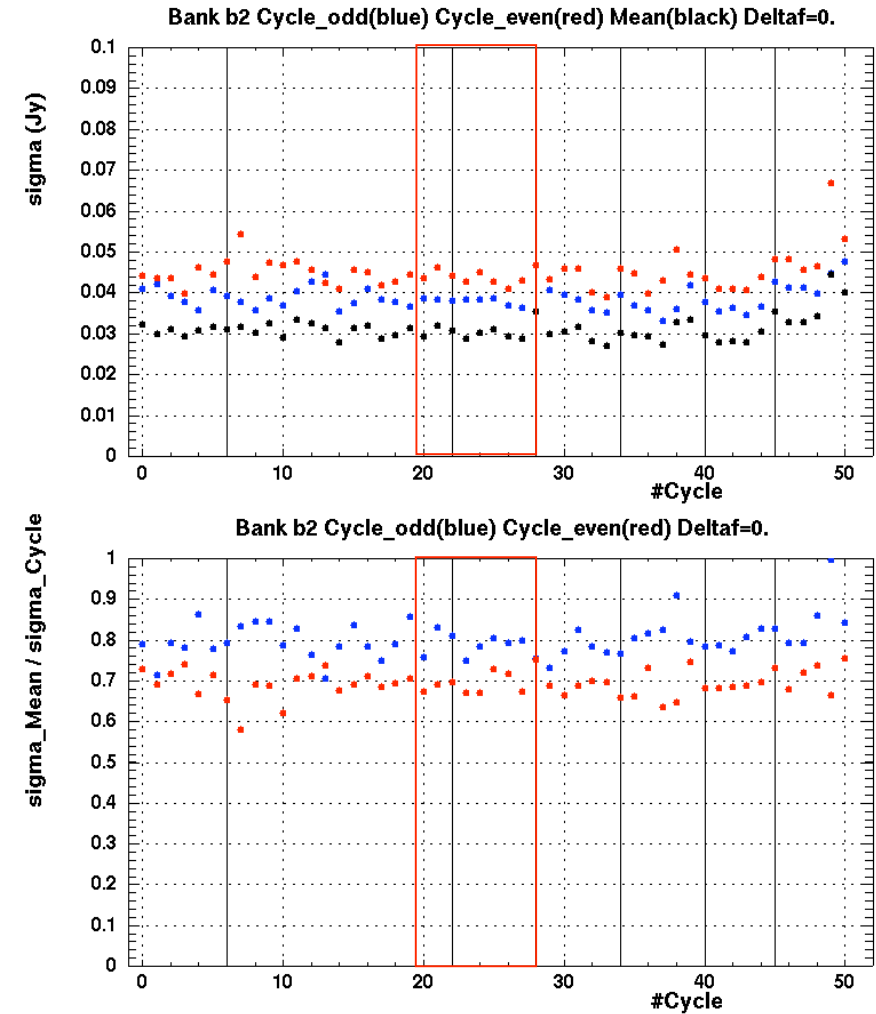 Bank b2 Cycle_odd(blue) Cycle_even(red) Mean(black) Deltaf=0.
sigma (Jy)
0.1
0.09
0.08
0.07
0.06
0.05
0.04
0.03
0.02
0.01
0
0 10 20 30 40 50
#Cycle
Bank b2 Cycle_odd(blue) Cycle_even(red) Deltaf=0.
sigma_Mean / sigma_Cycle
1
0.9
0.8
0.7
0.6
0.5
0.4
0.3
0.2
0.1
0
0 10 20 30 40 50
#Cycle